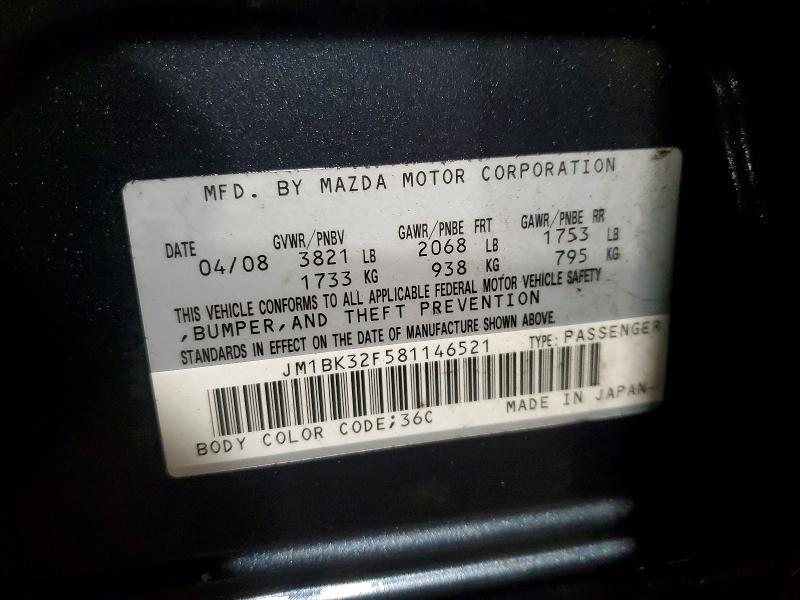 MFD. BY MAZDA MOTOR CORPORATION
DATE GVWR/PNBV GAWR/PNBE FRT GAWR/PNBE RR
04/08 3821 LB 2068 LB 1753 LB
1733 KG 938 KG 795 KG
THIS VEHICLE CONFORMS TO ALL APPLICABLE FEDERAL MOTOR VEHICLE SAFETY
,BUMPER,AND THEFT PREVENTION
STANDARDS IN EFFECT ON THE DATE OF MANUFACTURE SHOWN ABOVE.
JM1BK32F581146521 TYPE: PASSENGER
BODY COLOR CODE;36C MADE IN JAPAN